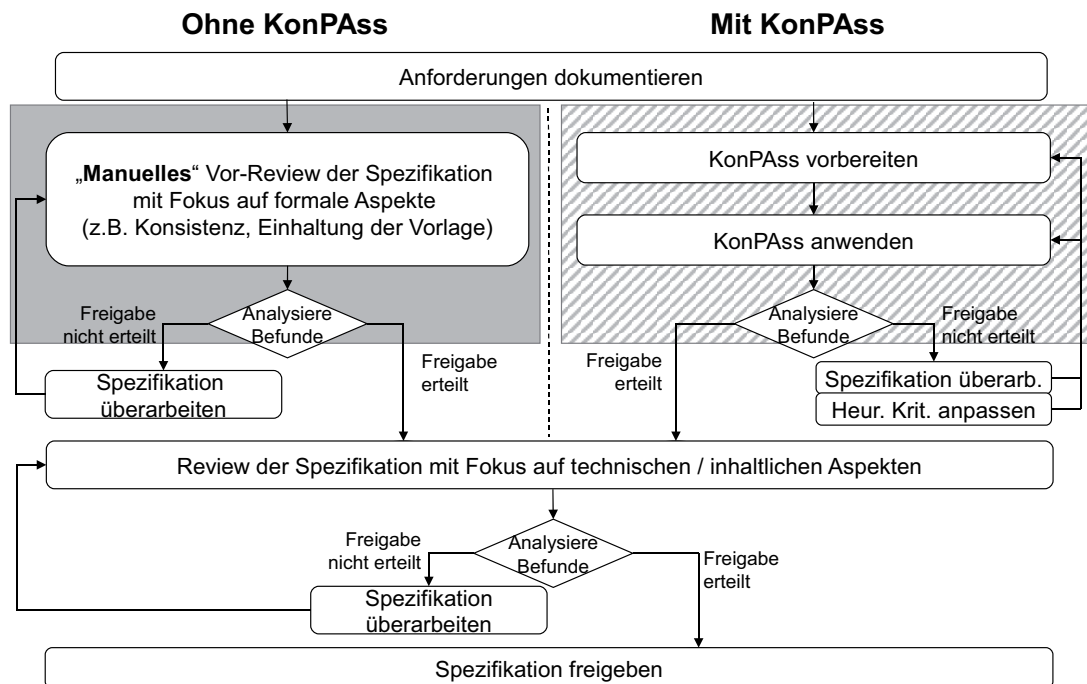 Ohne KonPAss
Mit KonPAss
Anforderungen dokumentieren
„Manuelles“ Vor-Review der Spezifikation
mit Fokus auf formale Aspekte
(z.B. Konsistenz, Einhaltung der Vorlage)
Analysiere
Befunde
Freigabe
nicht erteilt
Freigabe
erteilt
Spezifikation
überarbeiten
KonPAss vorbereiten
KonPAss anwenden
Analysiere
Befunde
Freigabe
erteilt
Freigabe
nicht erteilt
Spezifikation überarb.
Heur. Krit. anpassen
Review der Spezifikation mit Fokus auf technischen / inhaltlichen Aspekten
Analysiere
Befunde
Freigabe
nicht erteilt
Freigabe
erteilt
Spezifikation
überarbeiten
Spezifikation freigeben